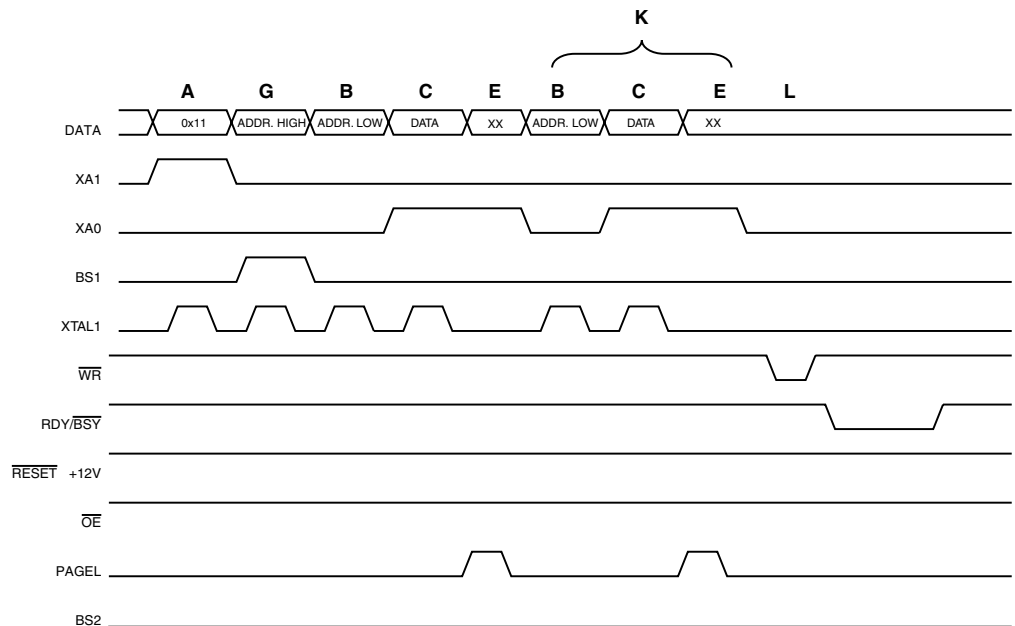 K
A G B C E B C E L
DATA 0x11 ADDR. HIGH ADDR. LOW DATA XX ADDR. LOW DATA XX
XA1
XA0
BS1
XTAL1
WR
RDY/BSY
RESET +12V
OE
PAGEL
BS2